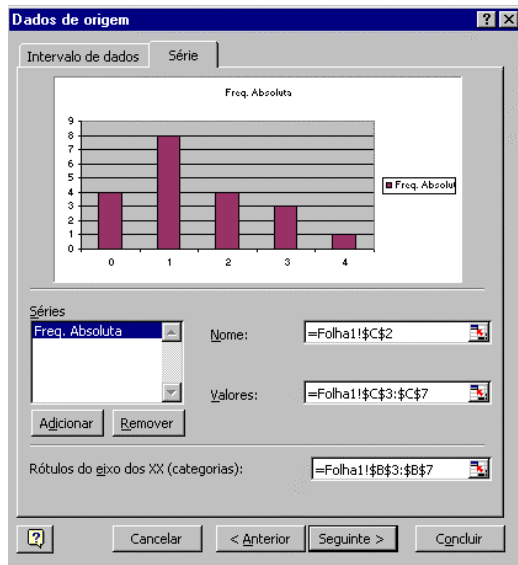 Dados de origem
Intervalo de dados Série
Freq. Absoluta
9
8
7
6
5
4
3
2
1
0
0 1 2 3 4
Freq. Absolut
Séries
Freq. Absoluta
Nome: =Folha1!$C$2
Valores: =Folha1!$C$3:$C$7
Adicionar Remover
Rótulos do eixo dos XX (categorias): =Folha1!$B$3:$B$7
Cancelar < Anterior Seguinte > Concluir